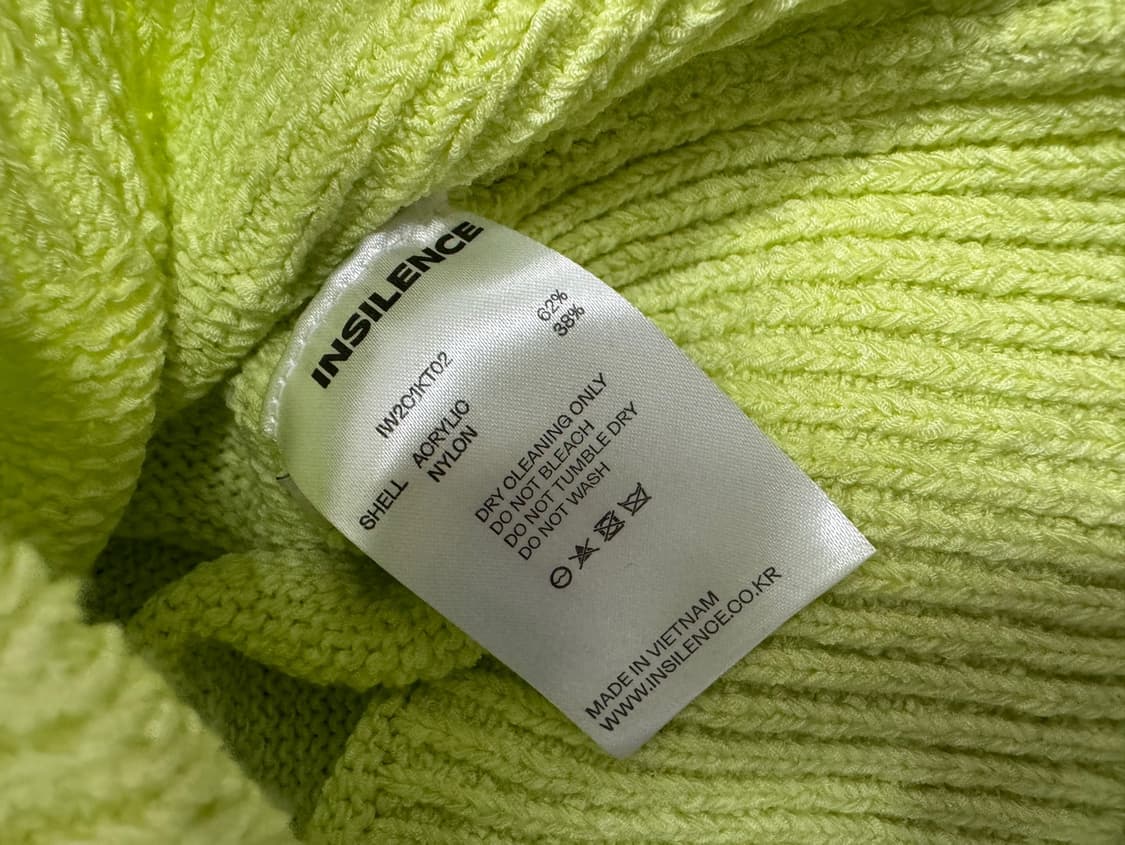 INSILENCE
IW2O1KT02
SHELL ACRYLIC 62%
NYLON 38%
DRY CLEANING ONLY
DO NOT BLEACH
DO NOT TUMBLE DRY
DO NOT WASH
MADE IN VIETNAM
WWW.INSILENCE.CO.KR